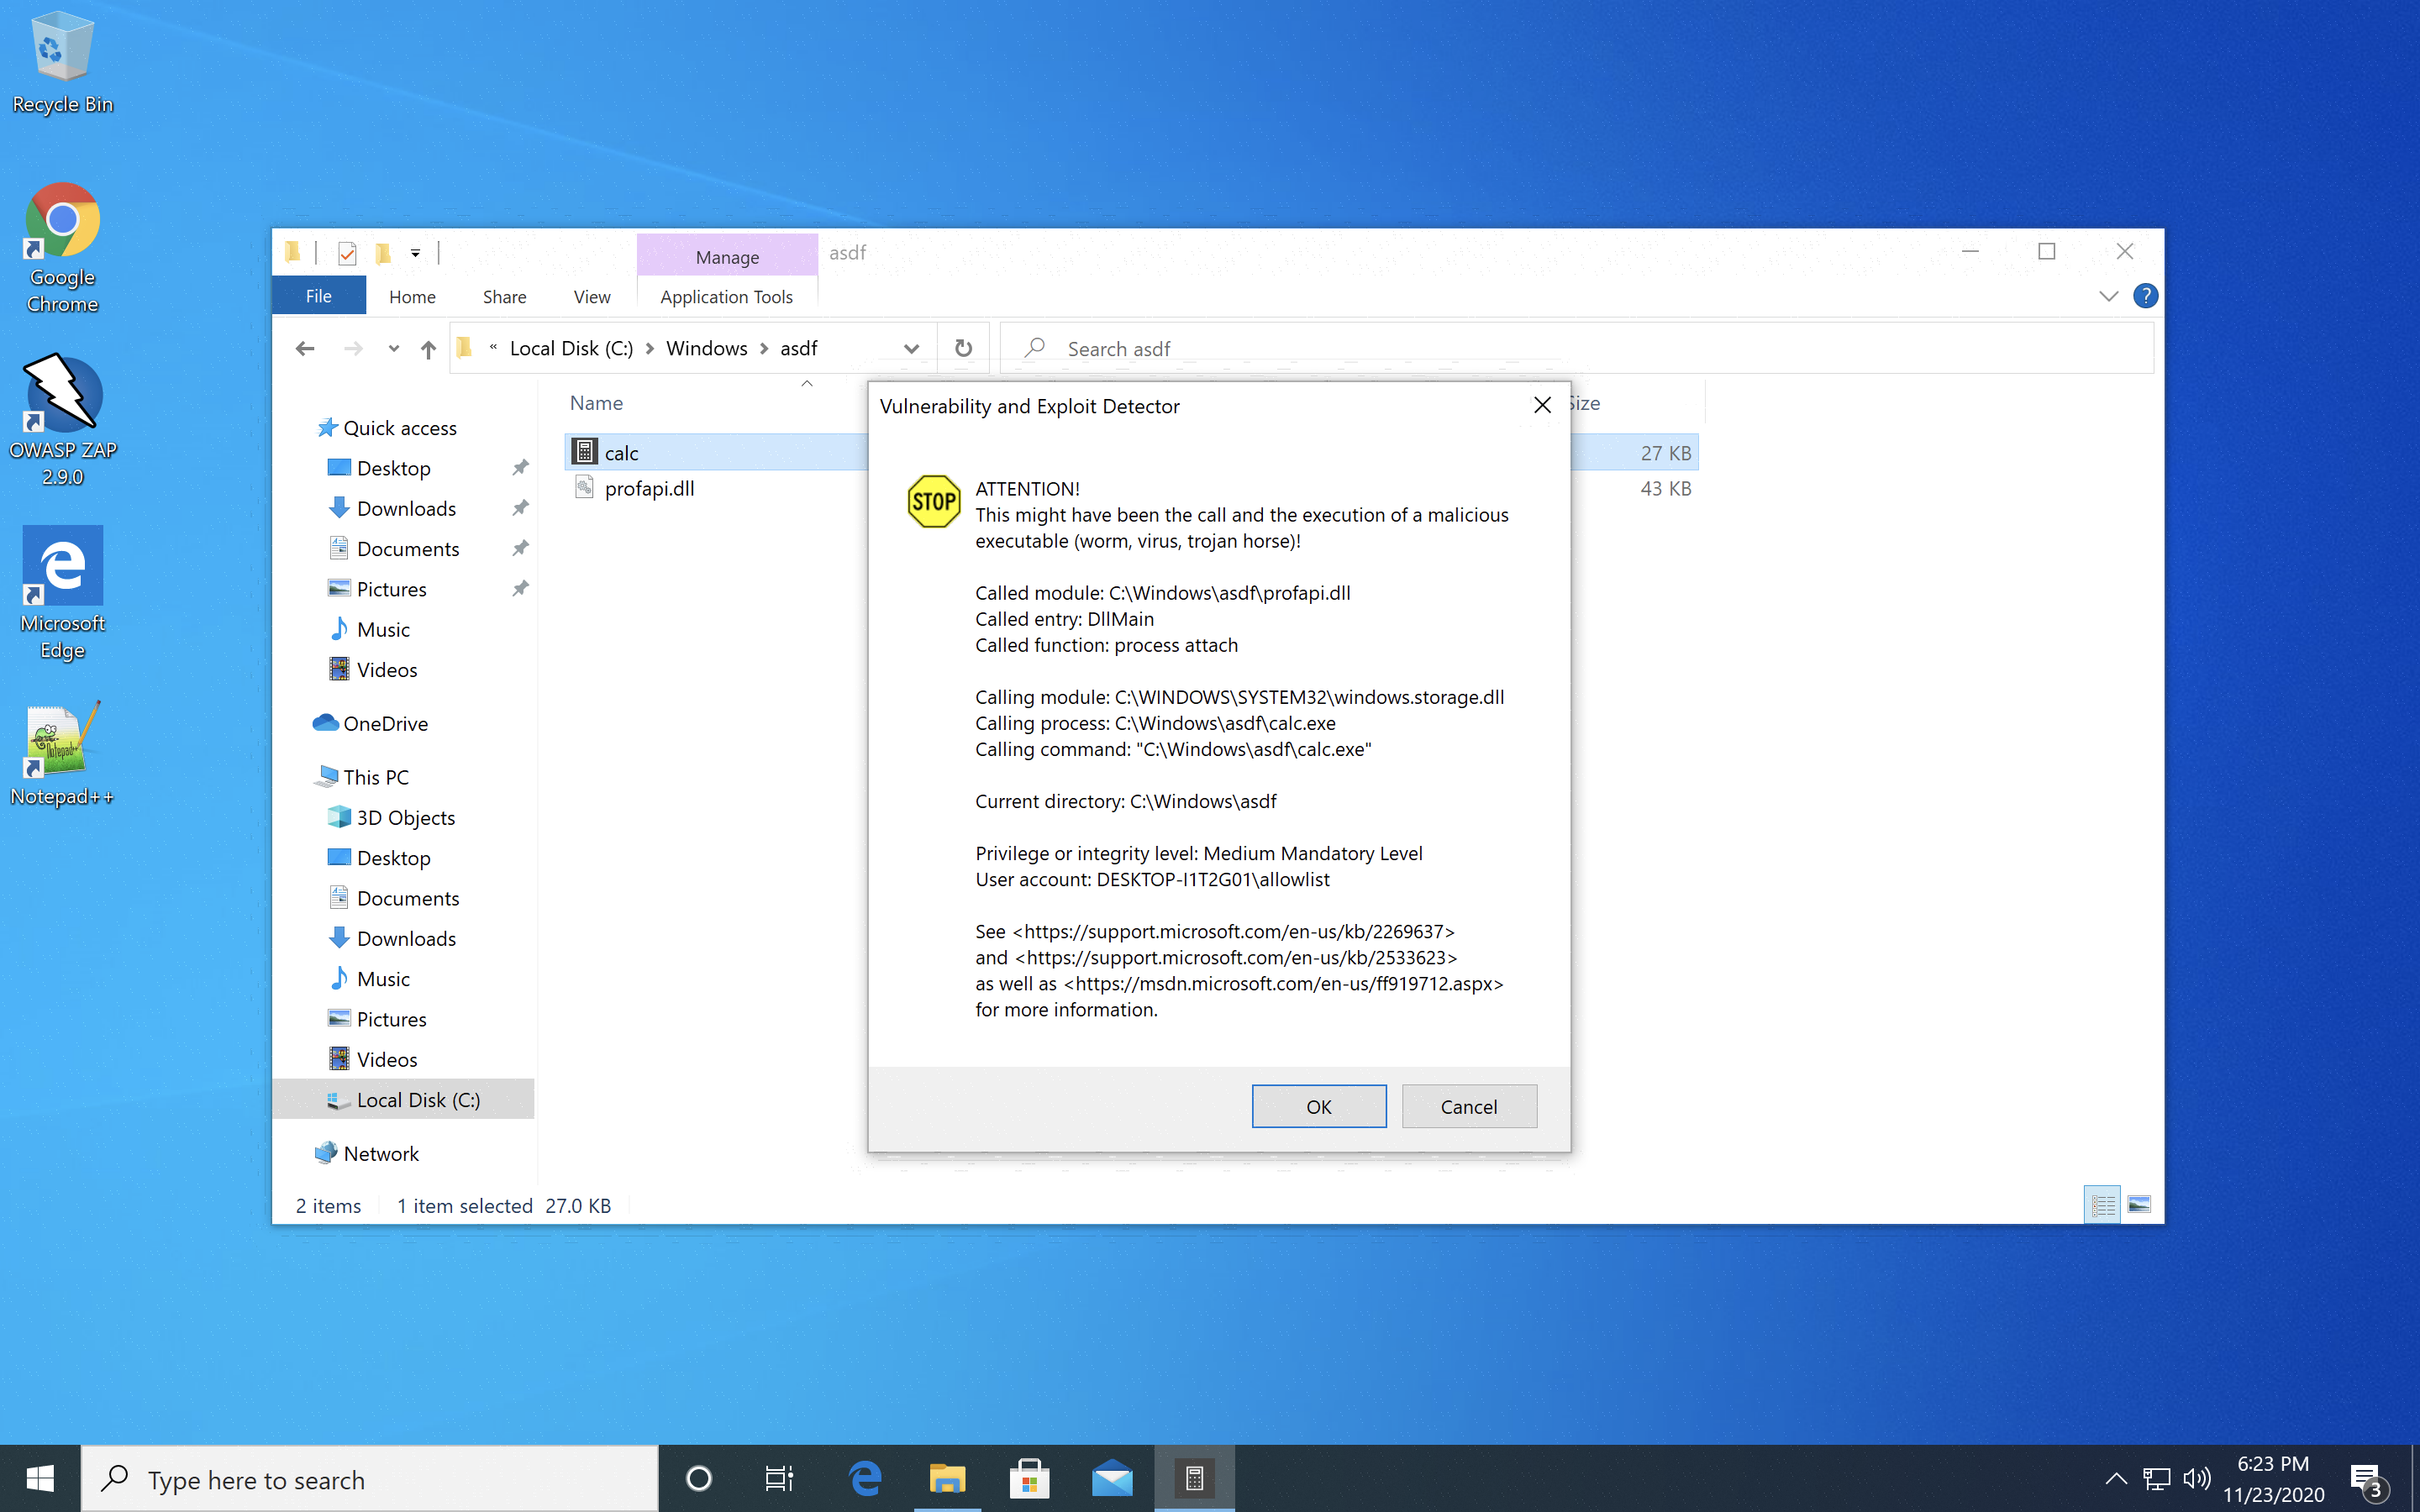 Recycle Bin
Google
Chrome
OWASP ZAP
2.9.0
Microsoft
Edge
Notepad++
Manage
asdf
File
Home
Share
View
Application Tools
?
« Local Disk (C:) > Windows > asdf
Search asdf
Quick access
Desktop
Downloads
Documents
Pictures
Music
Videos
OneDrive
This PC
3D Objects
Desktop
Documents
Downloads
Music
Pictures
Videos
Local Disk (C:)
Network
Name
Size
calc
27 KB
profapi.dll
43 KB
Vulnerability and Exploit Detector
STOP
ATTENTION!
This might have been the call and the execution of a malicious
executable (worm, virus, trojan horse)!
Called module: C:\Windows\asdf\profapi.dll
Called entry: DllMain
Called function: process attach
Calling module: C:\WINDOWS\SYSTEM32\windows.storage.dll
Calling process: C:\Windows\asdf\calc.exe
Calling command: "C:\Windows\asdf\calc.exe"
Current directory: C:\Windows\asdf
Privilege or integrity level: Medium Mandatory Level
User account: DESKTOP-I1T2G01\allowlist
See <https://support.microsoft.com/en-us/kb/2269637>
and <https://support.microsoft.com/en-us/kb/2533623>
as well as <https://msdn.microsoft.com/en-us/ff919712.aspx>
for more information.
OK
Cancel
2 items
1 item selected 27.0 KB
Type here to search
6:23 PM
11/23/2020
3